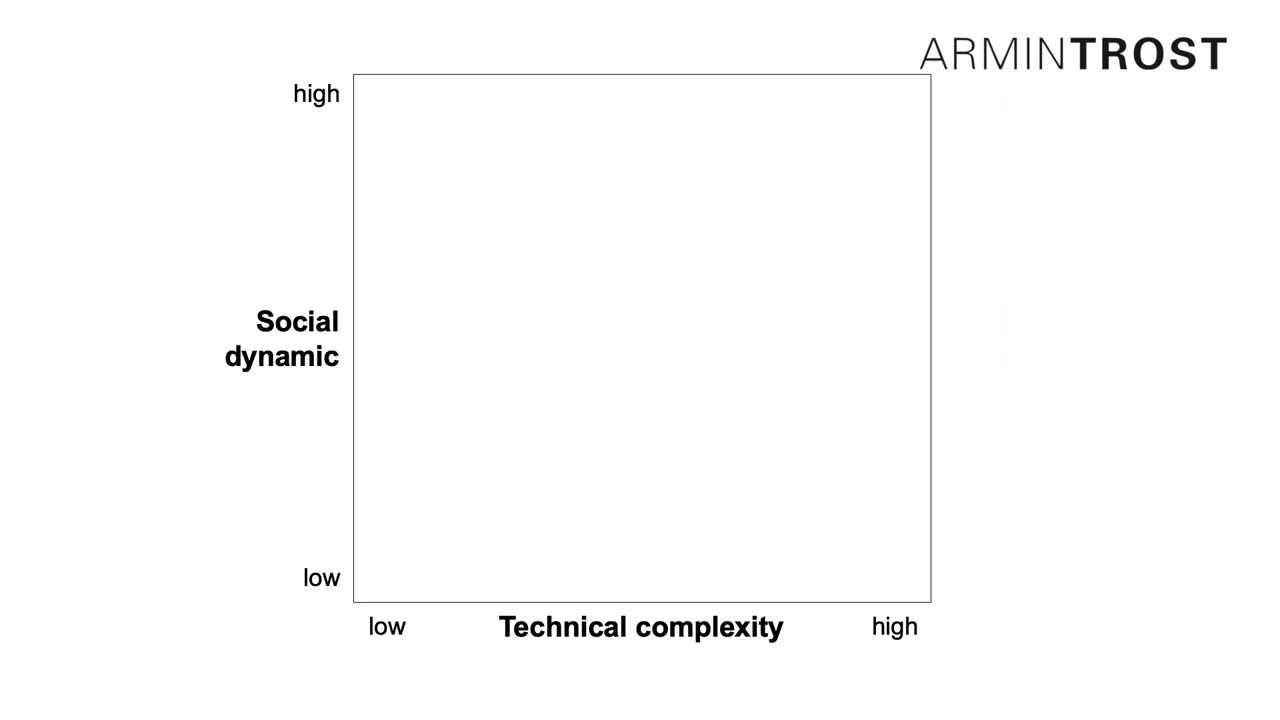 ARMINTROST
high
Social
dynamic
low
low Technical complexity high